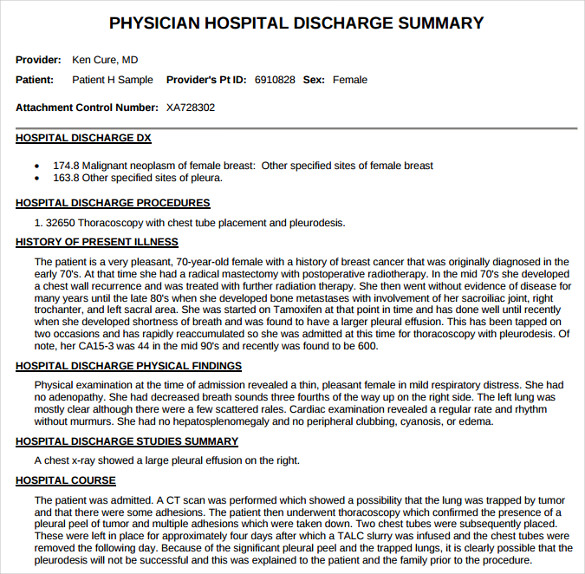 PHYSICIAN HOSPITAL DISCHARGE SUMMARY
Provider: Ken Cure, MD
Patient: Patient H Sample Provider's Pt ID: 6910828 Sex: Female
Attachment Control Number: XA728302
HOSPITAL DISCHARGE DX
• 174.8 Malignant neoplasm of female breast: Other specified sites of female breast
• 163.8 Other specified sites of pleura.
HOSPITAL DISCHARGE PROCEDURES
1. 32650 Thoracoscopy with chest tube placement and pleurodesis.
HISTORY OF PRESENT ILLNESS
The patient is a very pleasant, 70-year-old female with a history of breast cancer that was originally diagnosed in the
early 70's. At that time she had a radical mastectomy with postoperative radiotherapy. In the mid 70's she developed
a chest wall recurrence and was treated with further radiation therapy. She then went without evidence of disease for
many years until the late 80's when she developed bone metastases with involvement of her sacroiliac joint, right
trochanter, and left sacral area. She was started on Tamoxifen at that point in time and has done well until recently
when she developed shortness of breath and was found to have a larger pleural effusion. This has been tapped on
two occasions and has rapidly reaccumulated so she was admitted at this time for thoracoscopy with pleurodesis. Of
note, her CA15-3 was 44 in the mid 90's and recently was found to be 600.
HOSPITAL DISCHARGE PHYSICAL FINDINGS
Physical examination at the time of admission revealed a thin, pleasant female in mild respiratory distress. She had
no adenopathy. She had decreased breath sounds three fourths of the way up on the right side. The left lung was
mostly clear although there were a few scattered rales. Cardiac examination revealed a regular rate and rhythm
without murmurs. She had no hepatosplenomegaly and no peripheral clubbing, cyanosis, or edema.
HOSPITAL DISCHARGE STUDIES SUMMARY
A chest x-ray showed a large pleural effusion on the right.
HOSPITAL COURSE
The patient was admitted. A CT scan was performed which showed a possibility that the lung was trapped by tumor
and that there were some adhesions. The patient then underwent thoracoscopy which confirmed the presence of a
pleural peel of tumor and multiple adhesions which were taken down. Two chest tubes were subsequently placed.
These were left in place for approximately four days after which a TALC slurry was infused and the chest tubes were
removed the following day. Because of the significant pleural peel and the trapped lung, it is clearly possible that the
pleurodesis will not be successful and this was explained to the patient and the family prior to the procedure.